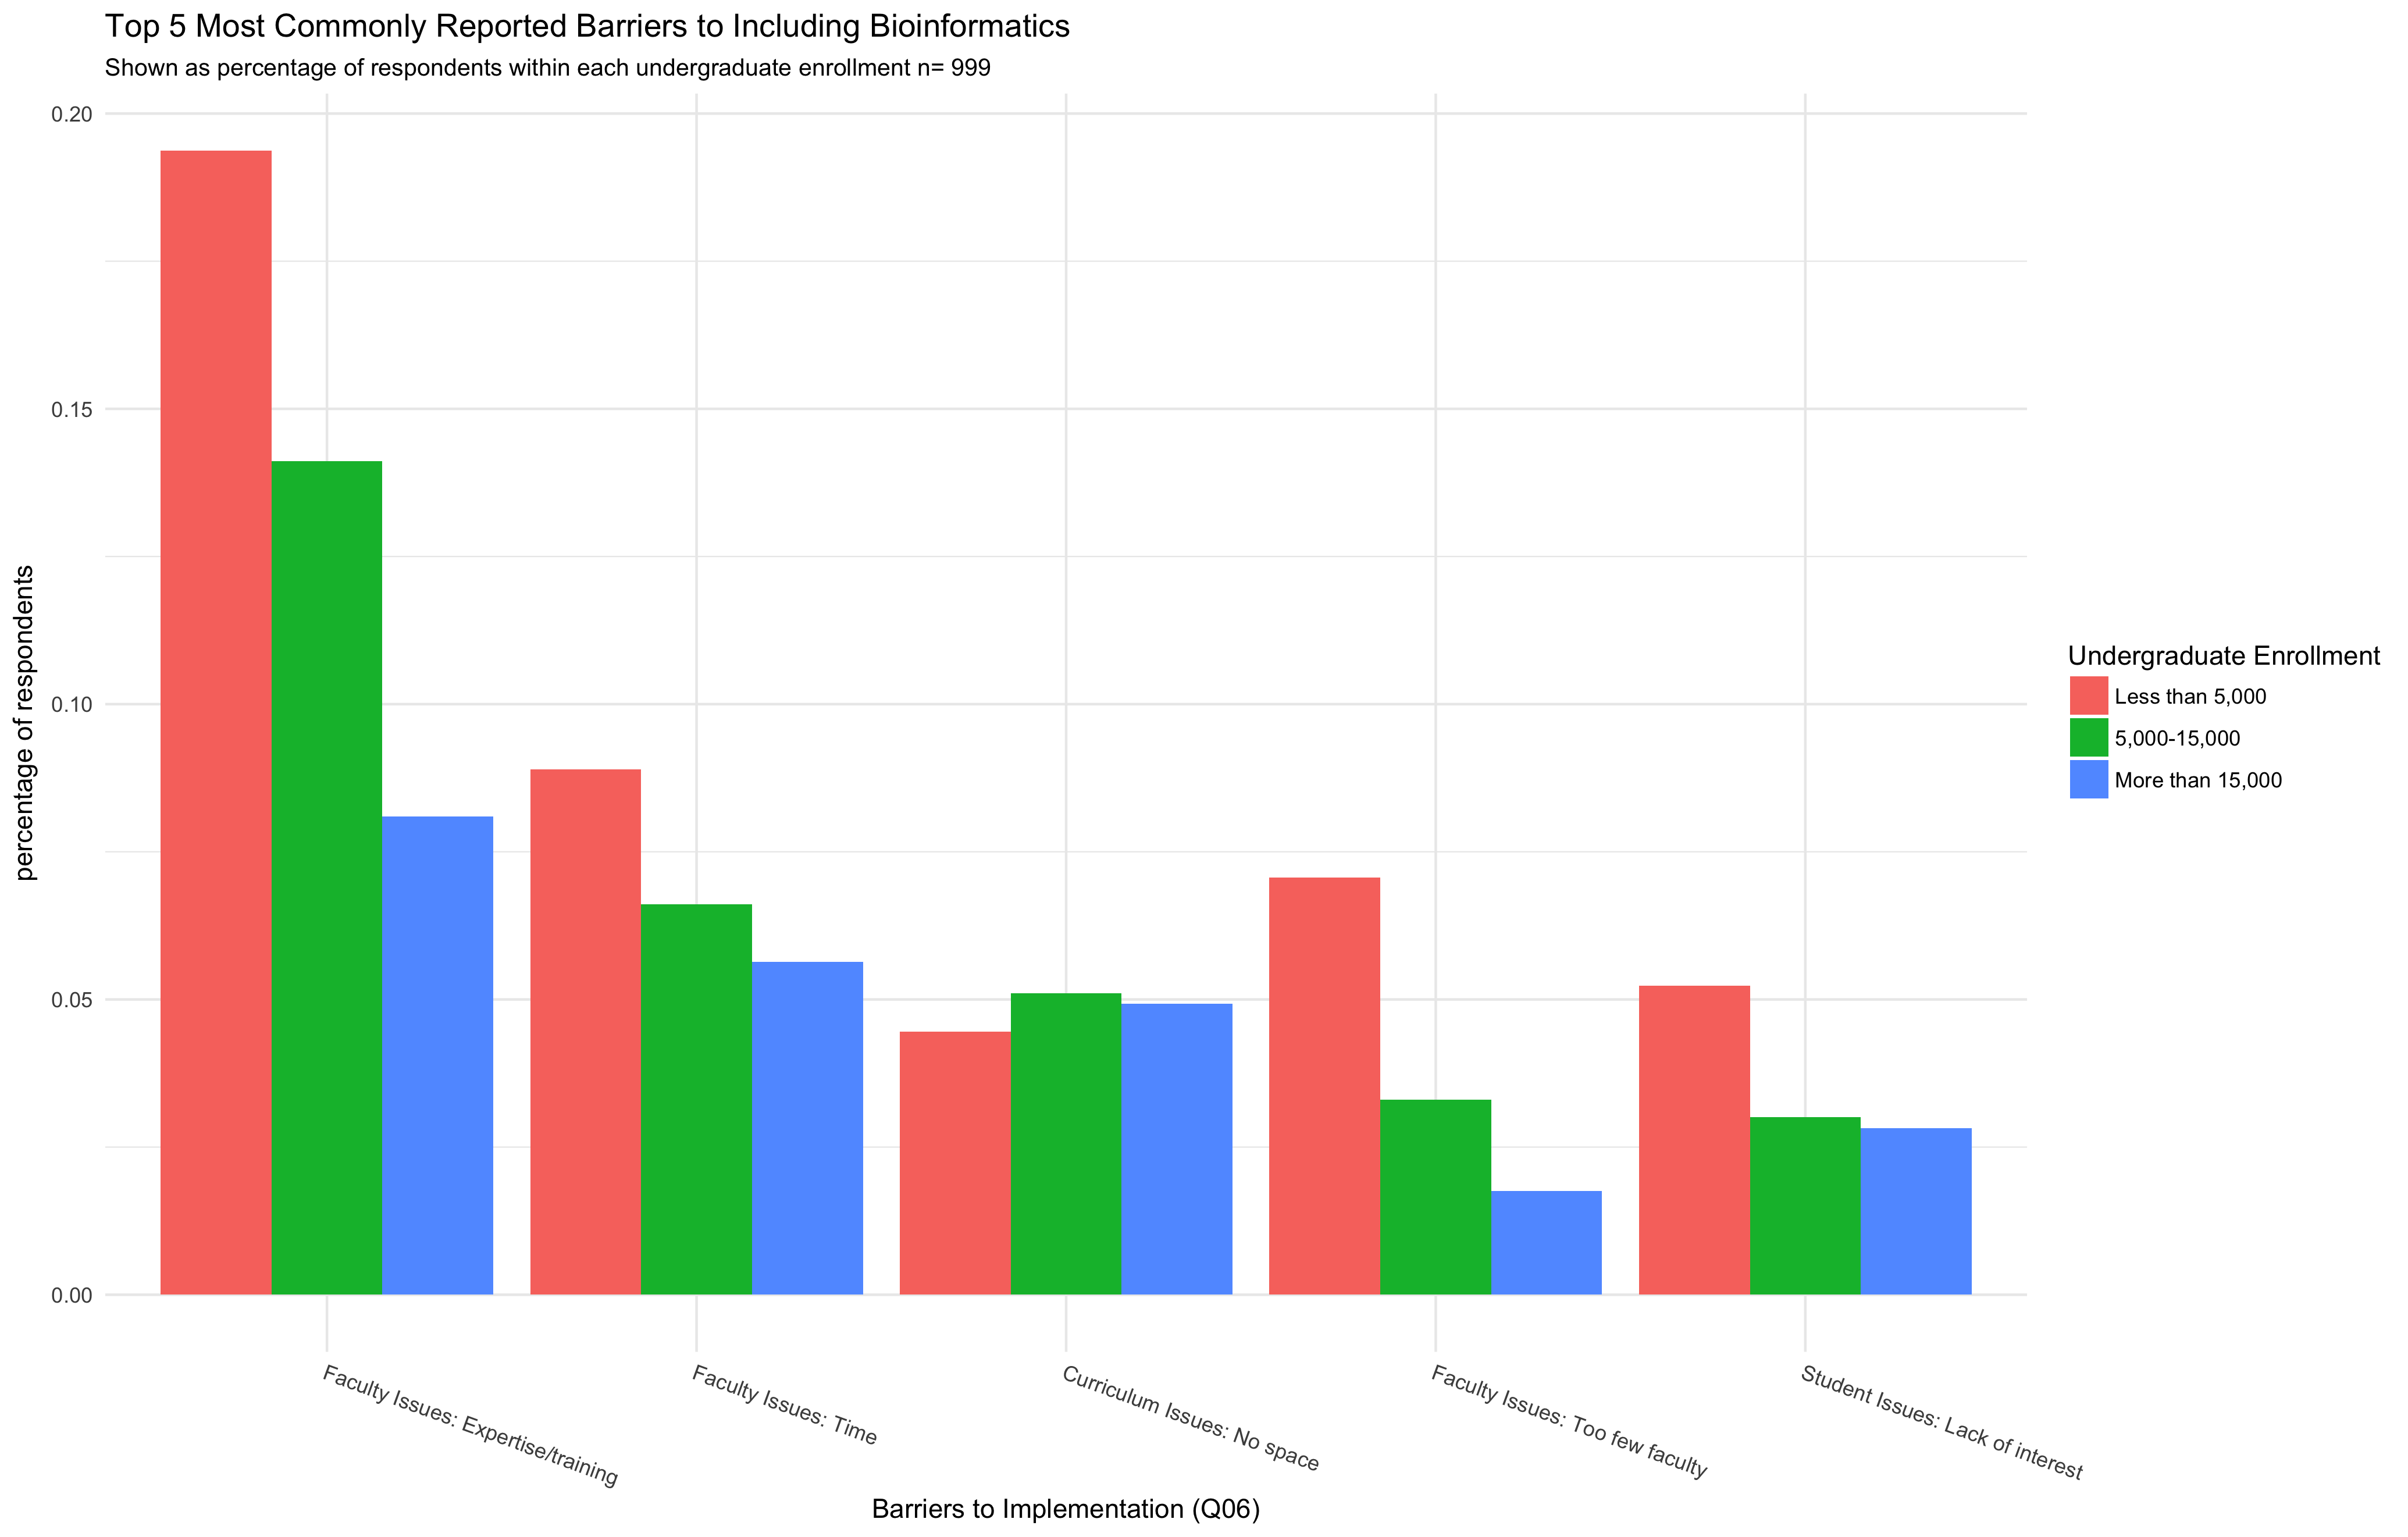 Top 5 Most Commonly Reported Barriers to Including Bioinformatics
Shown as percentage of respondents within each undergraduate enrollment n= 999
percentage of respondents
0.20
0.15
0.10
0.05
0.00
Faculty Issues: Expertise/training
Faculty Issues: Time
Curriculum Issues: No space
Faculty Issues: Too few faculty
Student Issues: Lack of interest
Barriers to Implementation (Q06)
Undergraduate Enrollment
Less than 5,000
5,000-15,000
More than 15,000